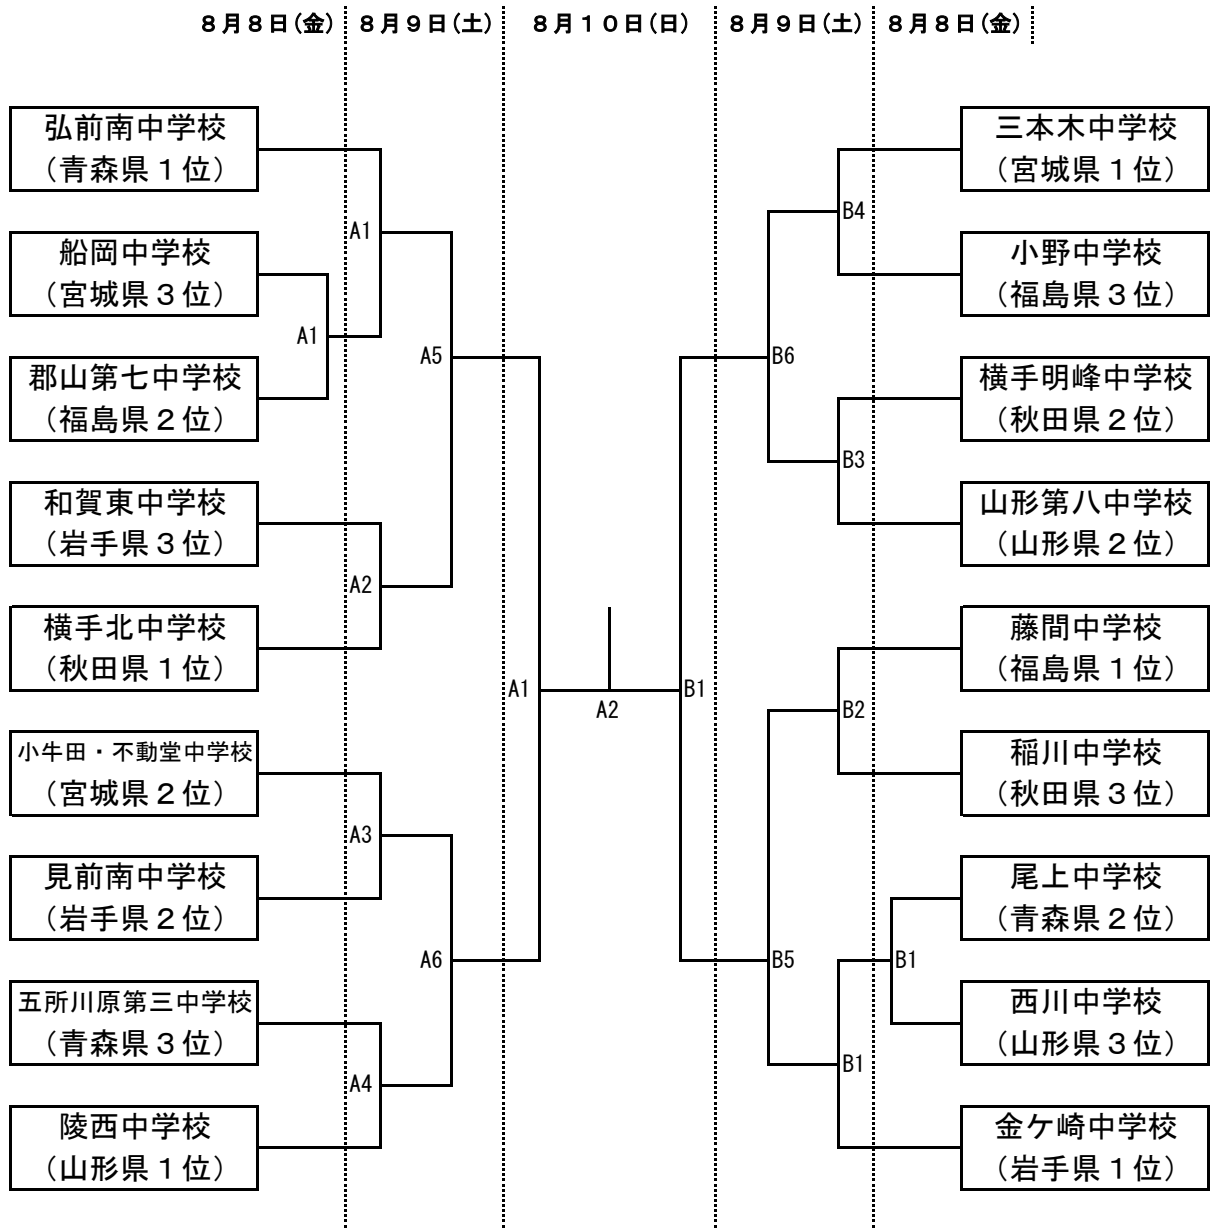 ８月８日(金) ８月９日(土) ８月１０日(日) ８月９日(土) ８月８日(金)
弘前南中学校
(青森県１位)
船岡中学校
(宮城県３位)
郡山第七中学校
(福島県２位)
和賀東中学校
(岩手県３位)
横手北中学校
(秋田県１位)
小牛田・不動堂中学校
(宮城県２位)
見前南中学校
(岩手県２位)
五所川原第三中学校
(青森県３位)
陵西中学校
(山形県１位)
A1
A1
A2
A3
A4
A5
A6
A1
A2
B1
B6
B5
B4
B3
B2
B1
B1
三本木中学校
(宮城県１位)
小野中学校
(福島県３位)
横手明峰中学校
(秋田県２位)
山形第八中学校
(山形県２位)
藤間中学校
(福島県１位)
稲川中学校
(秋田県３位)
尾上中学校
(青森県２位)
西川中学校
(山形県３位)
金ケ崎中学校
(岩手県１位)